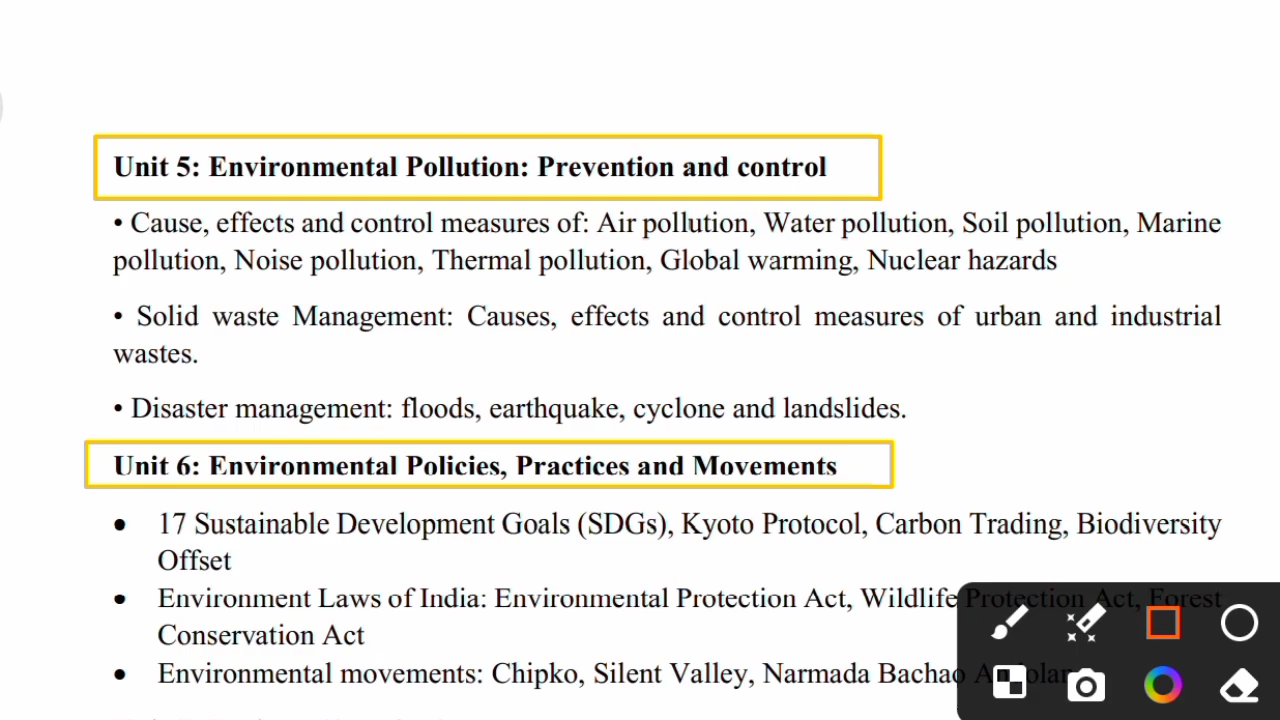 Unit 5: Environmental Pollution: Prevention and control
• Cause, effects and control measures of: Air pollution, Water pollution, Soil pollution, Marine
pollution, Noise pollution, Thermal pollution, Global warming, Nuclear hazards
• Solid waste Management: Causes, effects and control measures of urban and industrial
wastes.
• Disaster management: floods, earthquake, cyclone and landslides.
Unit 6: Environmental Policies, Practices and Movements
• 17 Sustainable Development Goals (SDGs), Kyoto Protocol, Carbon Trading, Biodiversity
Offset
• Environment Laws of India: Environmental Protection Act, Wildlife Protection Act, Forest
Conservation Act
• Environmental movements: Chipko, Silent Valley, Narmada Bachao